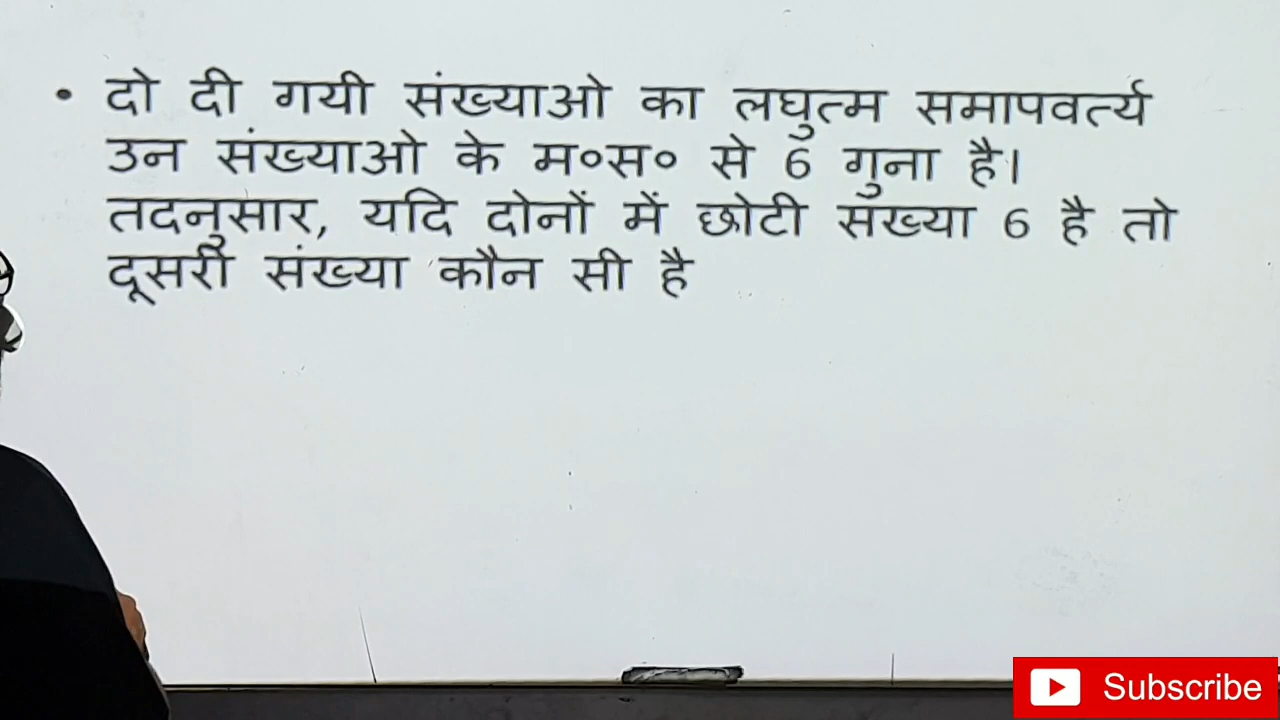 • दो दी गयी संख्याओ का लघुत्म समापवर्त्य
उन संख्याओ के म०स० से 6 गुना है।
तदनुसार, यदि दोनों में छोटी संख्या 6 है तो
दूसरी संख्या कौन सी है
Subscribe